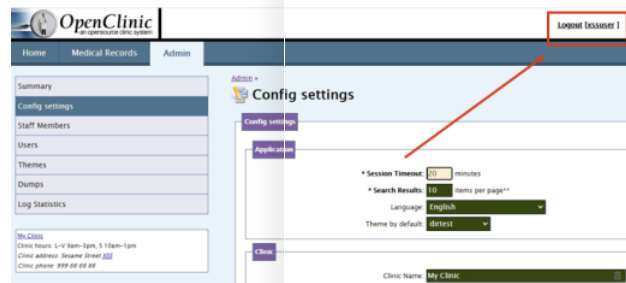 OpenClinic
an opensource clinic system
Logout [xssuser ]
Home Medical Records Admin
Summary
Config settings
Staff Members
Users
Themes
Dumps
Log Statistics
My Clinic
Clinic hours: L-V 9am-5pm, S 10am-1pm
Clinic address: Sesame Street XSS
Clinic phone: 999 66 66 66
Admin »
Config settings
Config settings
Application
* Session Timeout: 20 minutes
* Search Results: 10 items per page**
Language: English
Theme by default: dirtest
Clinic
Clinic Name: My Clinic